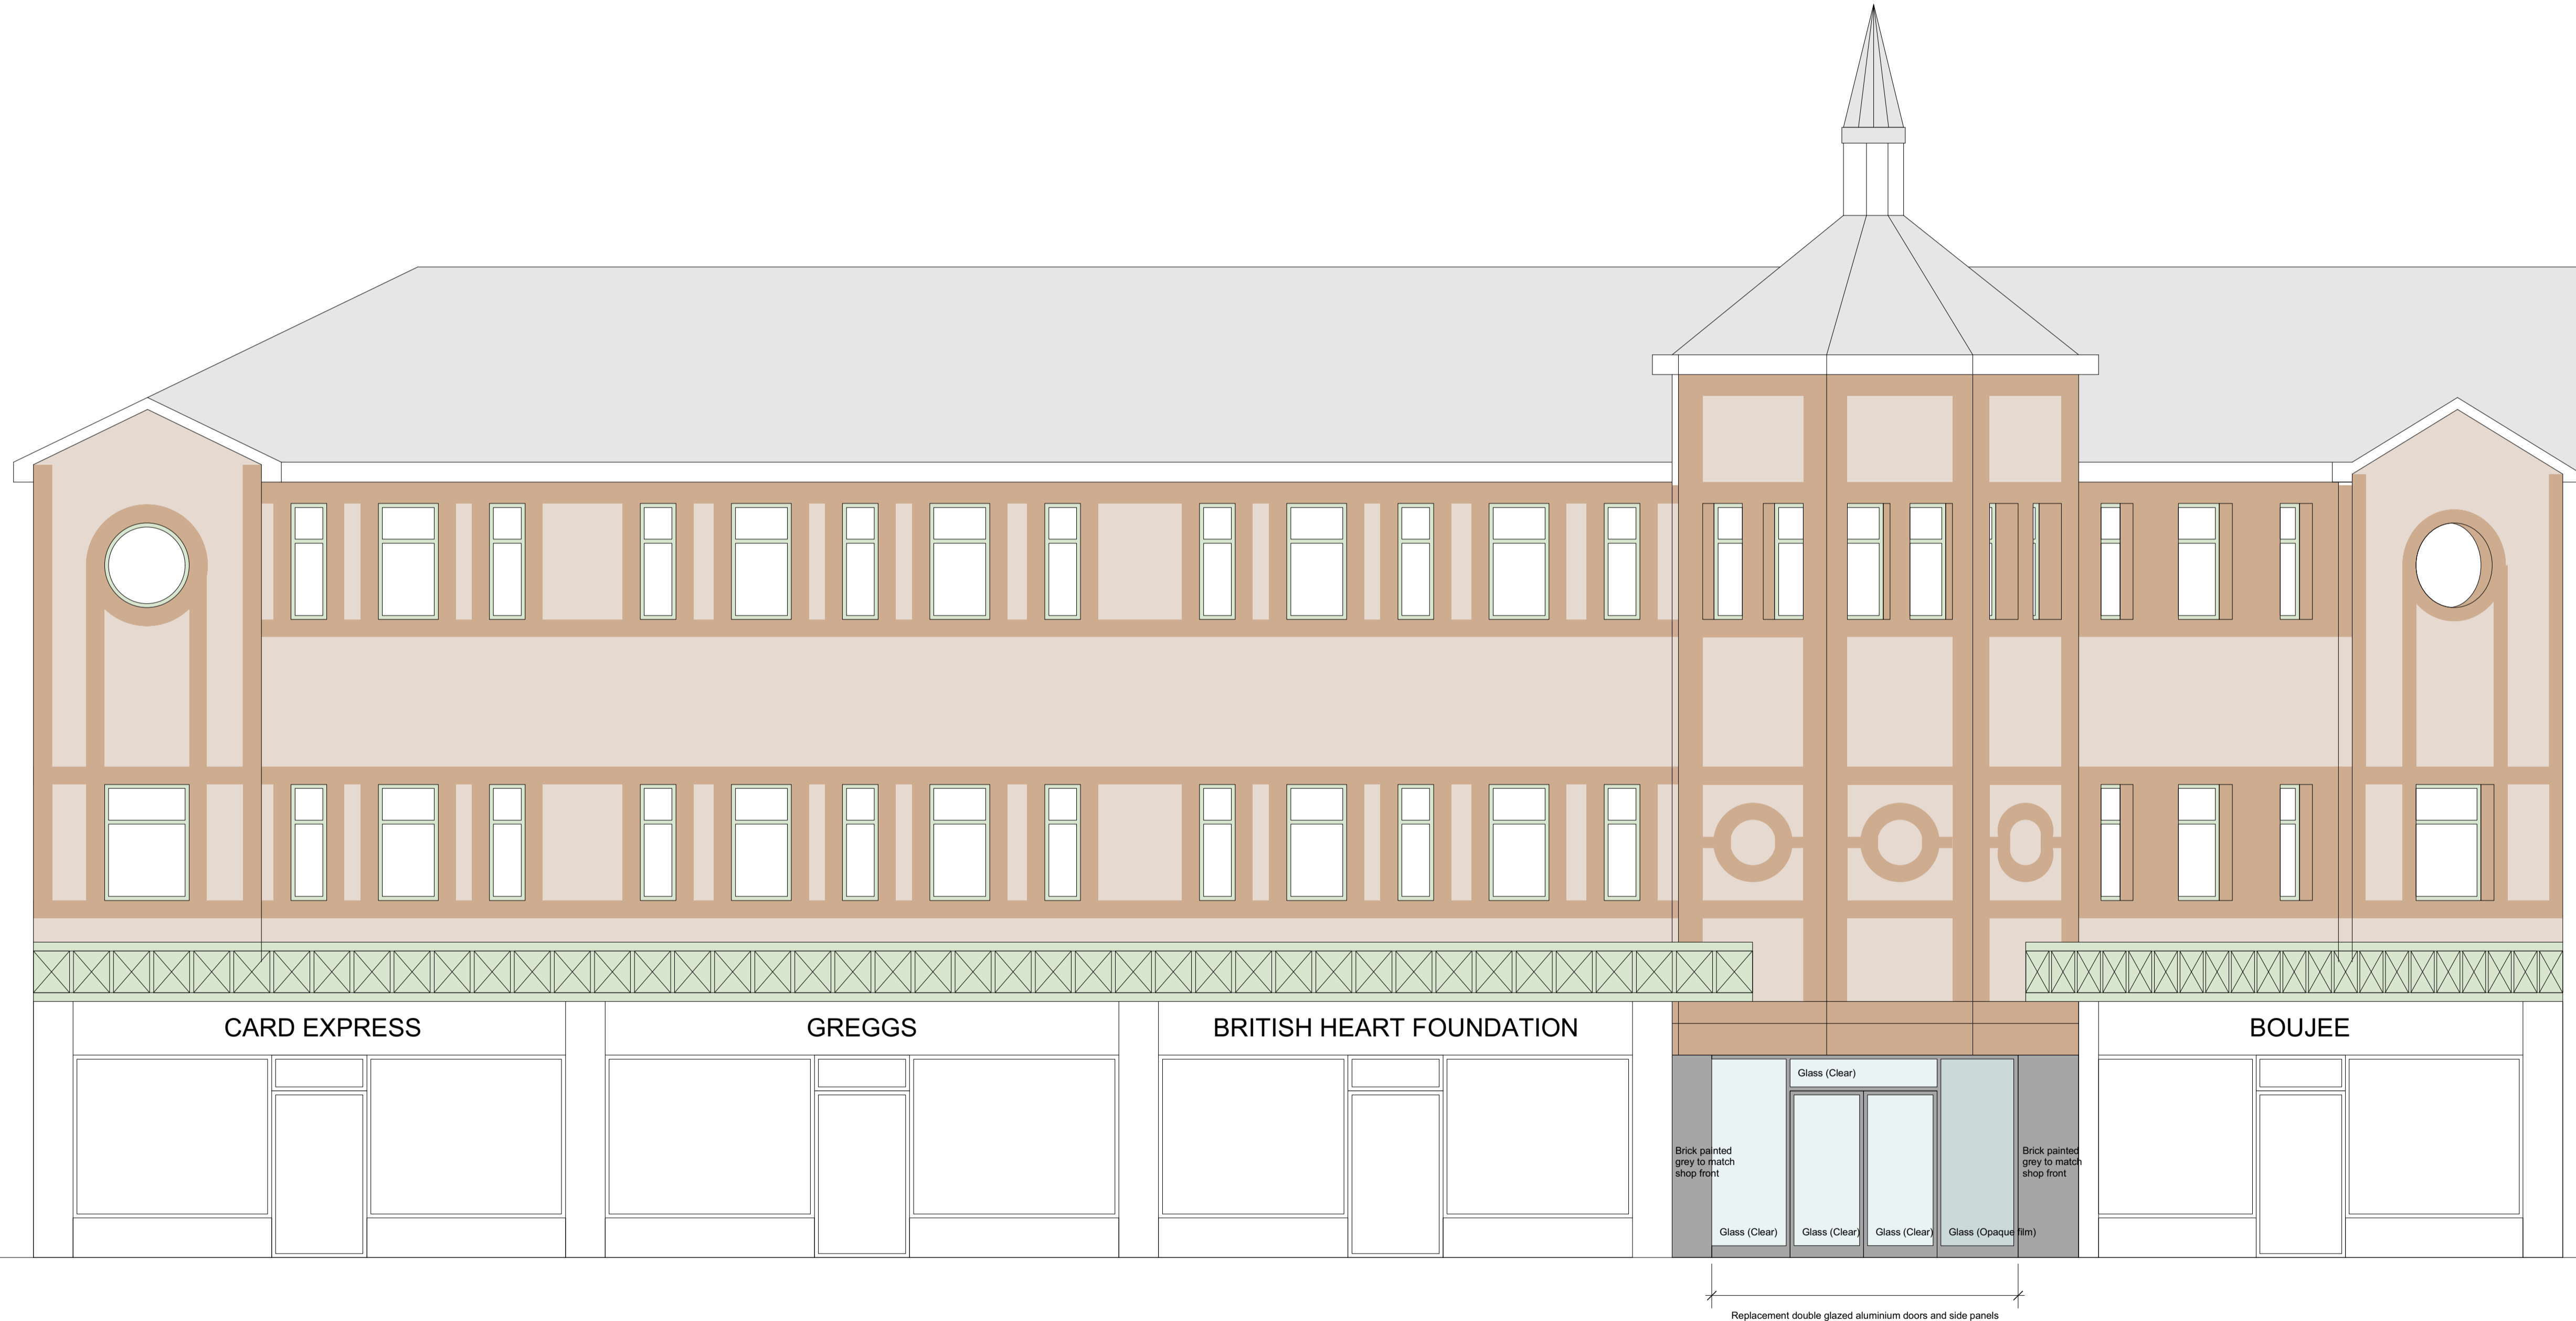 CARD EXPRESS
GREGGS
BRITISH HEART FOUNDATION
BOUJEE
Glass (Clear)
Brick painted
grey to match
shop front
Brick painted
grey to match
shop front
Glass (Clear)
Glass (Clear)
Glass (Clear)
Glass (Opaque film)
Replacement double glazed aluminium doors and side panels